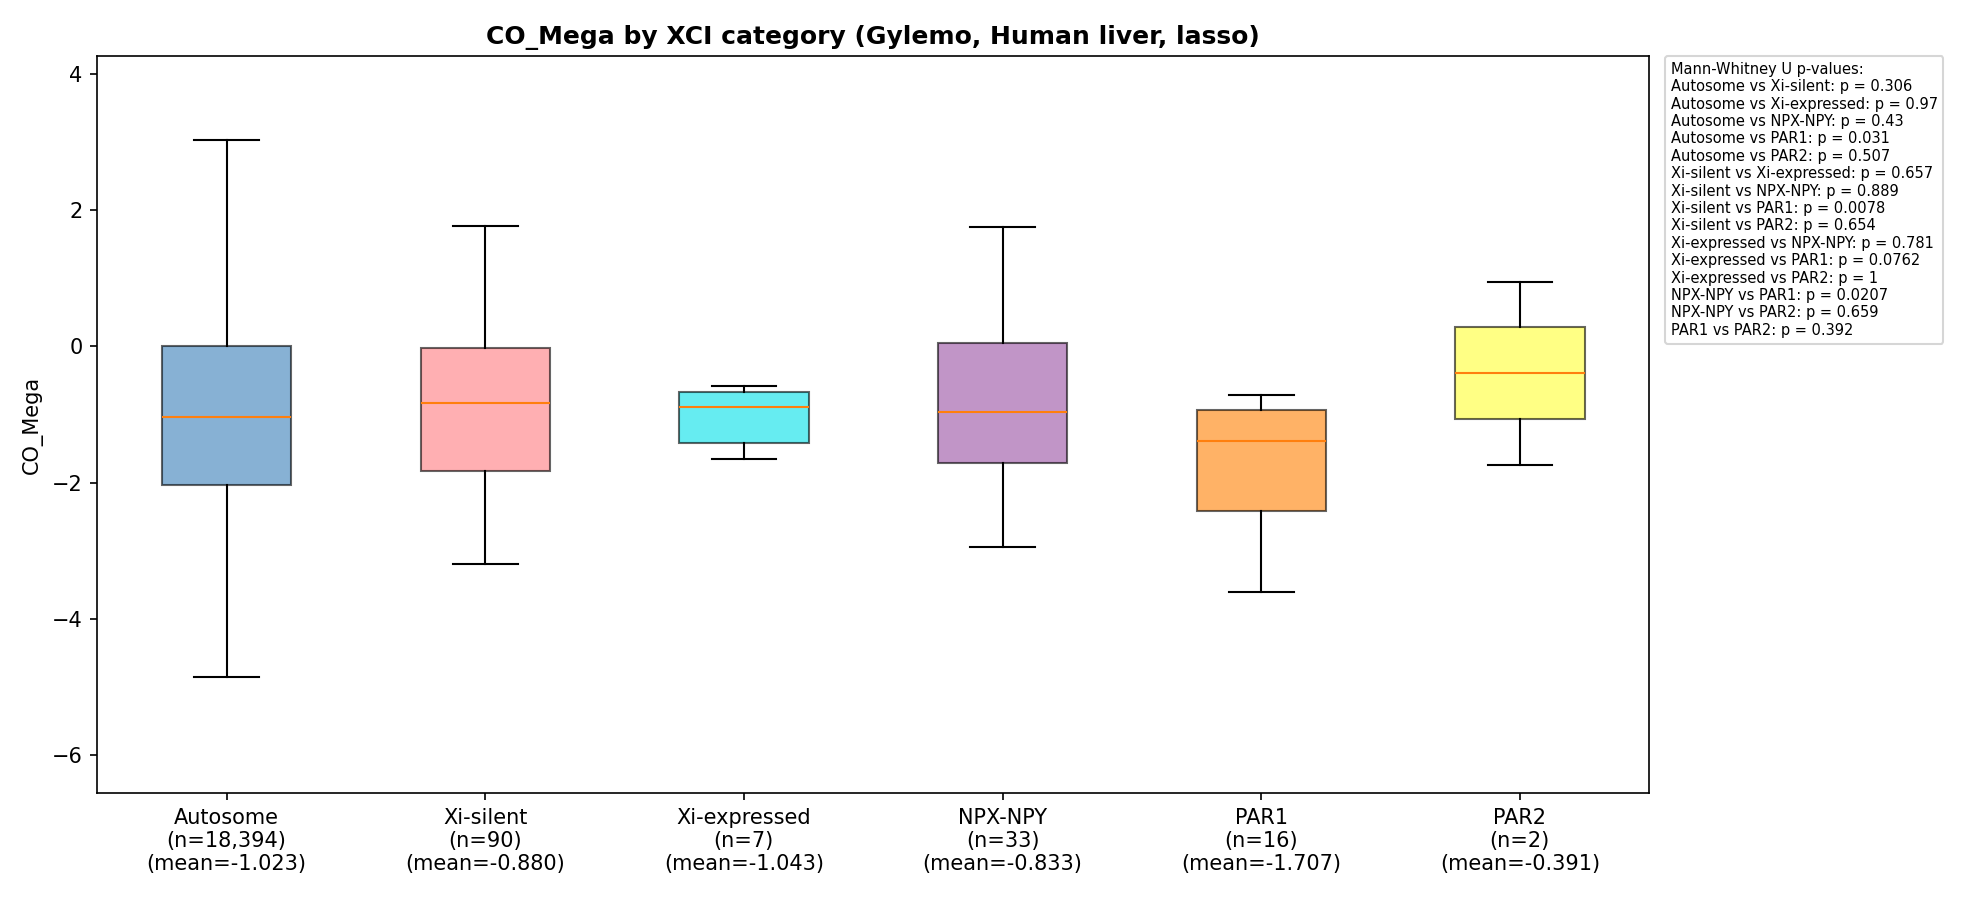 CO_Mega by XCI category (Gylemo, Human liver, lasso)
4
2
0
−2
−4
−6
CO_Mega
Autosome
(n=18,394)
(mean=-1.023)
Xi-silent
(n=90)
(mean=-0.880)
Xi-expressed
(n=7)
(mean=-1.043)
NPX-NPY
(n=33)
(mean=-0.833)
PAR1
(n=16)
(mean=-1.707)
PAR2
(n=2)
(mean=-0.391)
Mann-Whitney U p-values:
Autosome vs Xi-silent: p = 0.306
Autosome vs Xi-expressed: p = 0.97
Autosome vs NPX-NPY: p = 0.43
Autosome vs PAR1: p = 0.031
Autosome vs PAR2: p = 0.507
Xi-silent vs Xi-expressed: p = 0.657
Xi-silent vs NPX-NPY: p = 0.889
Xi-silent vs PAR1: p = 0.0078
Xi-silent vs PAR2: p = 0.654
Xi-expressed vs NPX-NPY: p = 0.781
Xi-expressed vs PAR1: p = 0.0762
Xi-expressed vs PAR2: p = 1
NPX-NPY vs PAR1: p = 0.0207
NPX-NPY vs PAR2: p = 0.659
PAR1 vs PAR2: p = 0.392